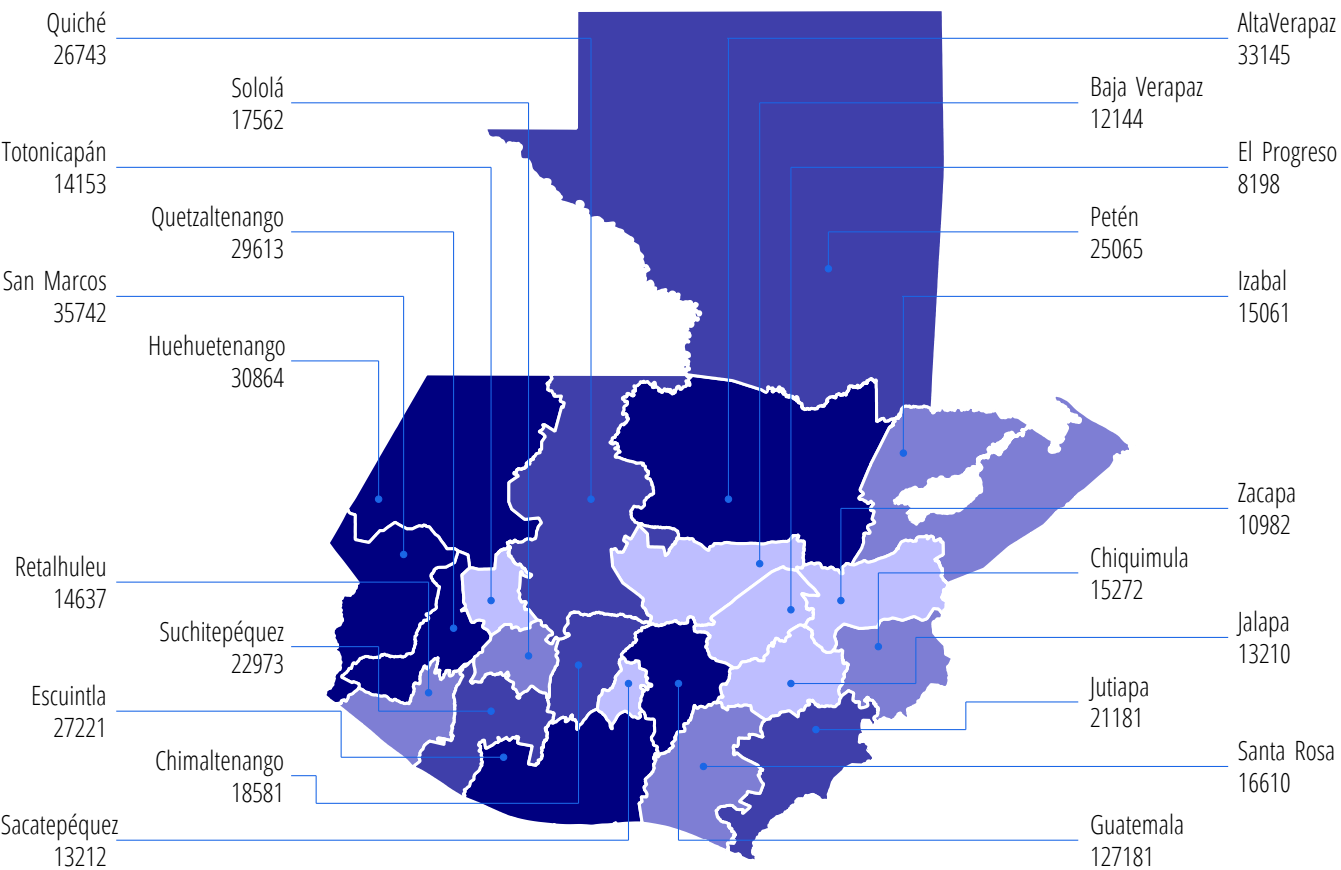 Quiché
26743
Sololá
17562
Totonicapán
14153
Quetzaltenango
29613
San Marcos
35742
Huehuetenango
30864
Retalhuleu
14637
Suchitepéquez
22973
Escuintla
27221
Chimaltenango
18581
Sacatepéquez
13212
AltaVerapaz
33145
Baja Verapaz
12144
El Progreso
8198
Petén
25065
Izabal
15061
Zacapa
10982
Chiquimula
15272
Jalapa
13210
Jutiapa
21181
Santa Rosa
16610
Guatemala
127181